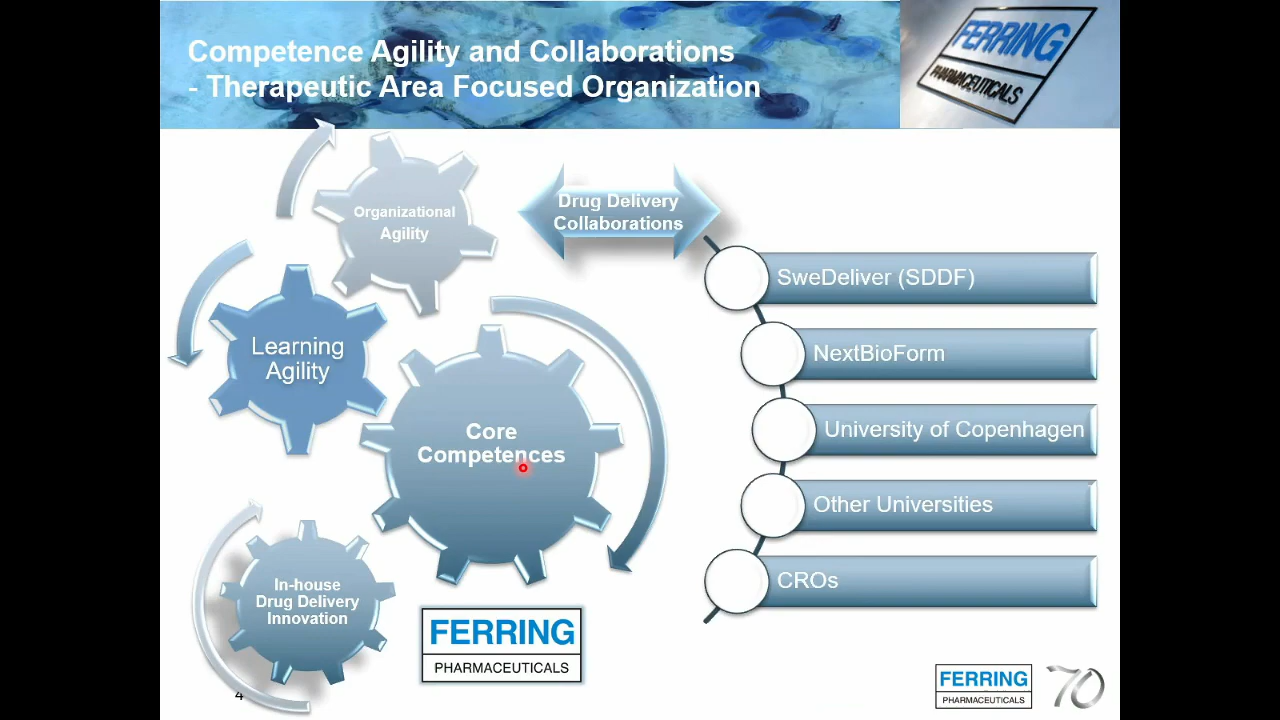 Competence Agility and Collaborations
- Therapeutic Area Focused Organization
FERRING
PHARMACEUTICALS
Organizational
Agility
Drug Delivery
Collaborations
Learning
Agility
Core
Competences
In-house
Drug Delivery
Innovation
SweDeliver (SDDF)
NextBioForm
University of Copenhagen
Other Universities
CROs
FERRING
PHARMACEUTICALS
4
FERRING
PHARMACEUTICALS
70